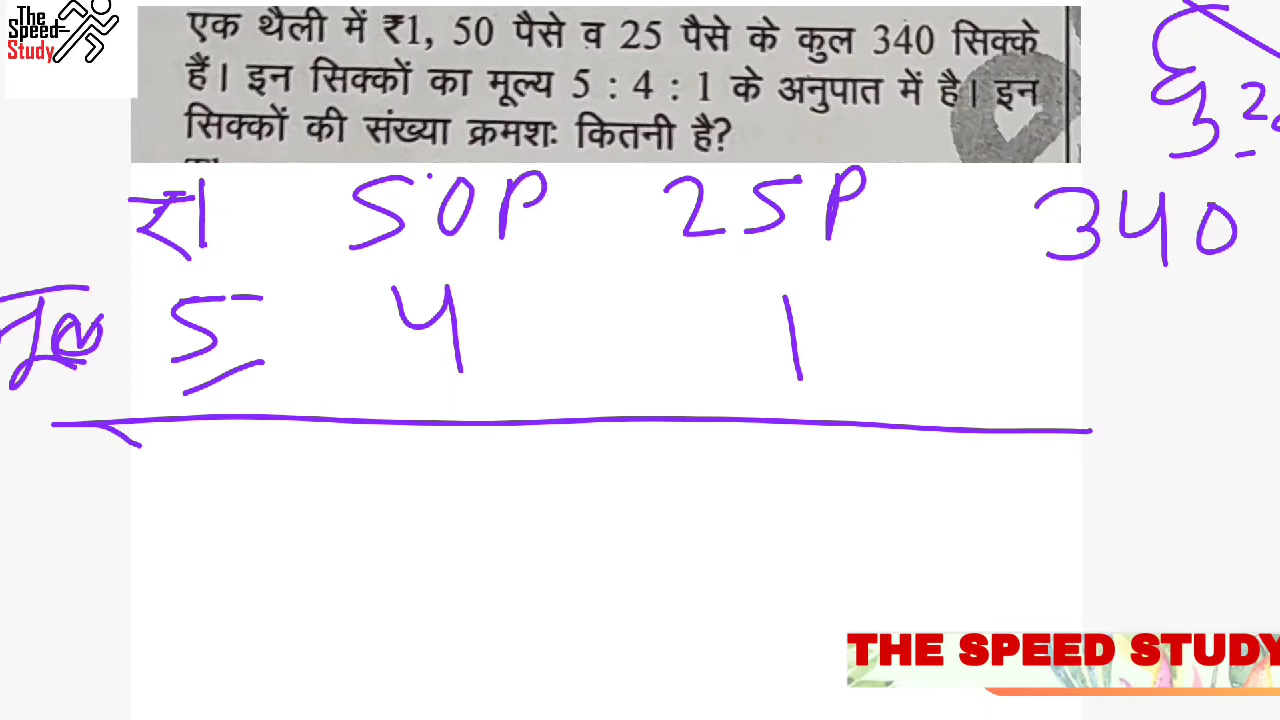 The
Speed
Study
एक थैली में ₹1, 50 पैसे व 25 पैसे के कुल 340 सिक्के
हैं। इन सिक्कों का मूल्य 5 : 4 : 1 के अनुपात में है। इन
सिक्कों की संख्या क्रमशः कितनी है?
₹1 50P 25P 340
5 4 1
THE SPEED STUDY